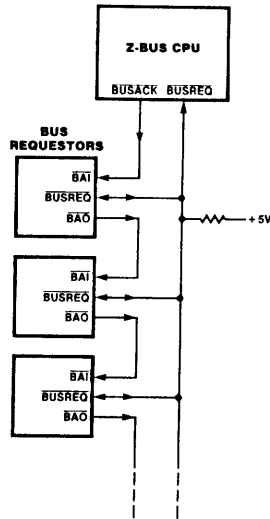 Z-BUS CPU
BUSACK BUSREQ
BUS
REQUESTORS
BAI
BUSREQ
BAO
+5V
BAI
BUSREQ
BAO
BAI
BUSREQ
BAO